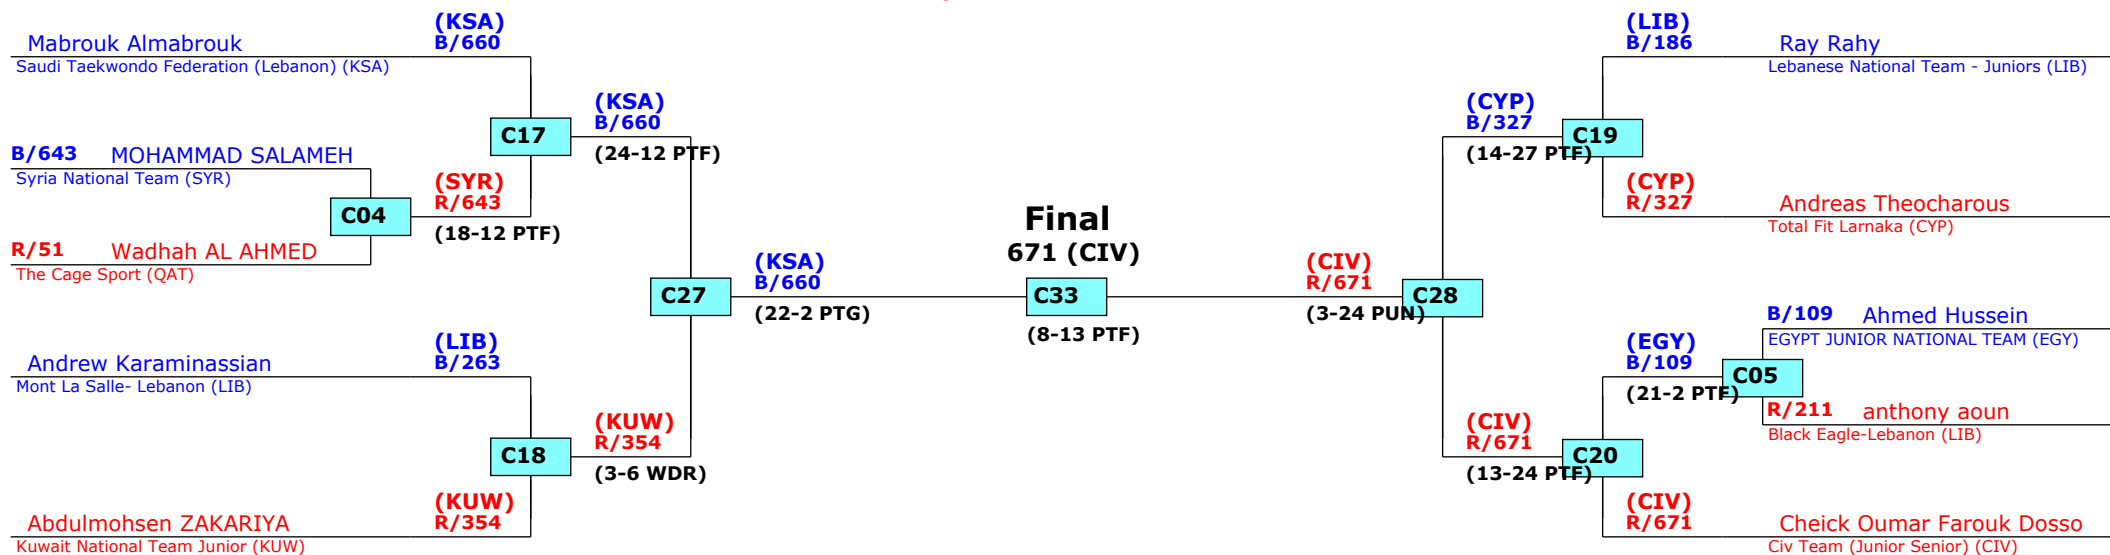 (KSA)
B/660
Mabrouk Almabrouk
Saudi Taekwondo Federation (Lebanon) (KSA)
(KSA)
B/660
C17
(24-12 PTF)
B/643 MOHAMMAD SALAMEH
Syria National Team (SYR)
(SYR)
R/643
C04
(18-12 PTF)
R/51 Wadhah AL AHMED
The Cage Sport (QAT)
(KSA)
B/660
C27
(22-2 PTG)
(LIB)
B/263
Andrew Karaminassian
Mont La Salle- Lebanon (LIB)
(KUW)
R/354
C18
(3-6 WDR)
(KUW)
R/354
Abdulmohsen ZAKARIYA
Kuwait National Team Junior (KUW)
Final
671 (CIV)
C33
(8-13 PTF)
(LIB)
B/186
Ray Rahy
Lebanese National Team - Juniors (LIB)
(CYP)
B/327
C19
(14-27 PTF)
(CYP)
R/327
Andreas Theocharous
Total Fit Larnaka (CYP)
(CIV)
R/671
C28
(3-24 PUN)
B/109 Ahmed Hussein
EGYPT JUNIOR NATIONAL TEAM (EGY)
(EGY)
B/109
C05
(21-2 PTF)
R/211 anthony aoun
Black Eagle-Lebanon (LIB)
(CIV)
R/671
C20
(13-24 PTF)
(CIV)
R/671
Cheick Oumar Farouk Dosso
Civ Team (Junior Senior) (CIV)